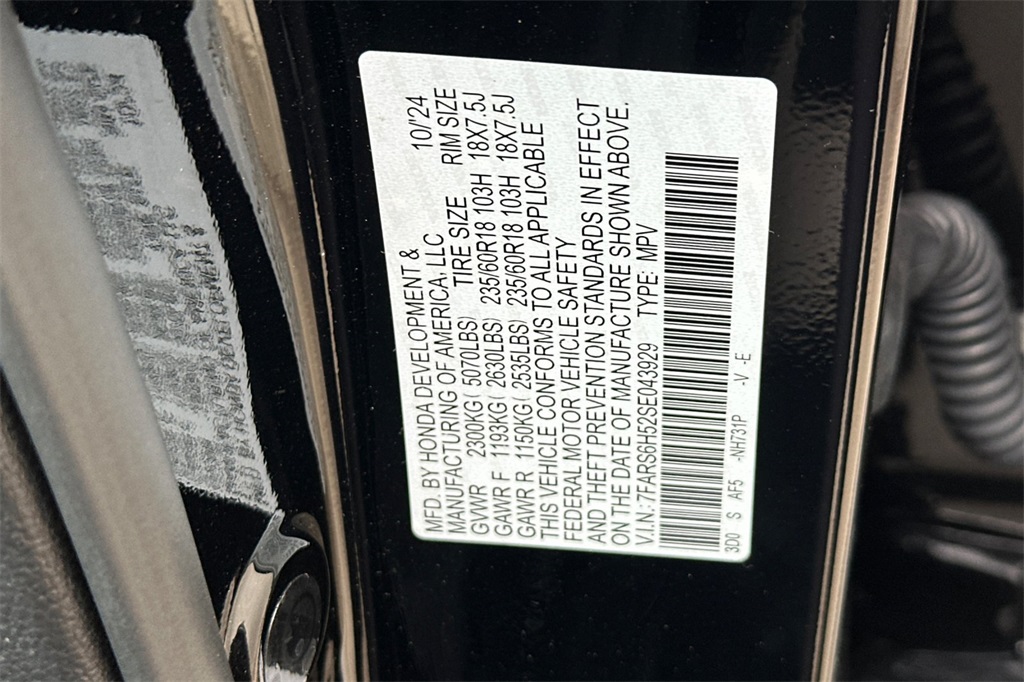 MFD. BY HONDA DEVELOPMENT &
MANUFACTURING OF AMERICA, LLC 10/'24
GVWR 2300KG( 5070LBS) TIRE SIZE RIM SIZE
GAWR F 1193KG( 2630LBS) 235/60R18 103H 18X7.5J
GAWR R 1150KG( 2535LBS) 235/60R18 103H 18X7.5J
THIS VEHICLE CONFORMS TO ALL APPLICABLE
FEDERAL MOTOR VEHICLE SAFETY
AND THEFT PREVENTION STANDARDS IN EFFECT
ON THE DATE OF MANUFACTURE SHOWN ABOVE.
V.I.N.: 7FARS6H52SE043929 TYPE: MPV
3D0 S AF5 -NH731P -V -E